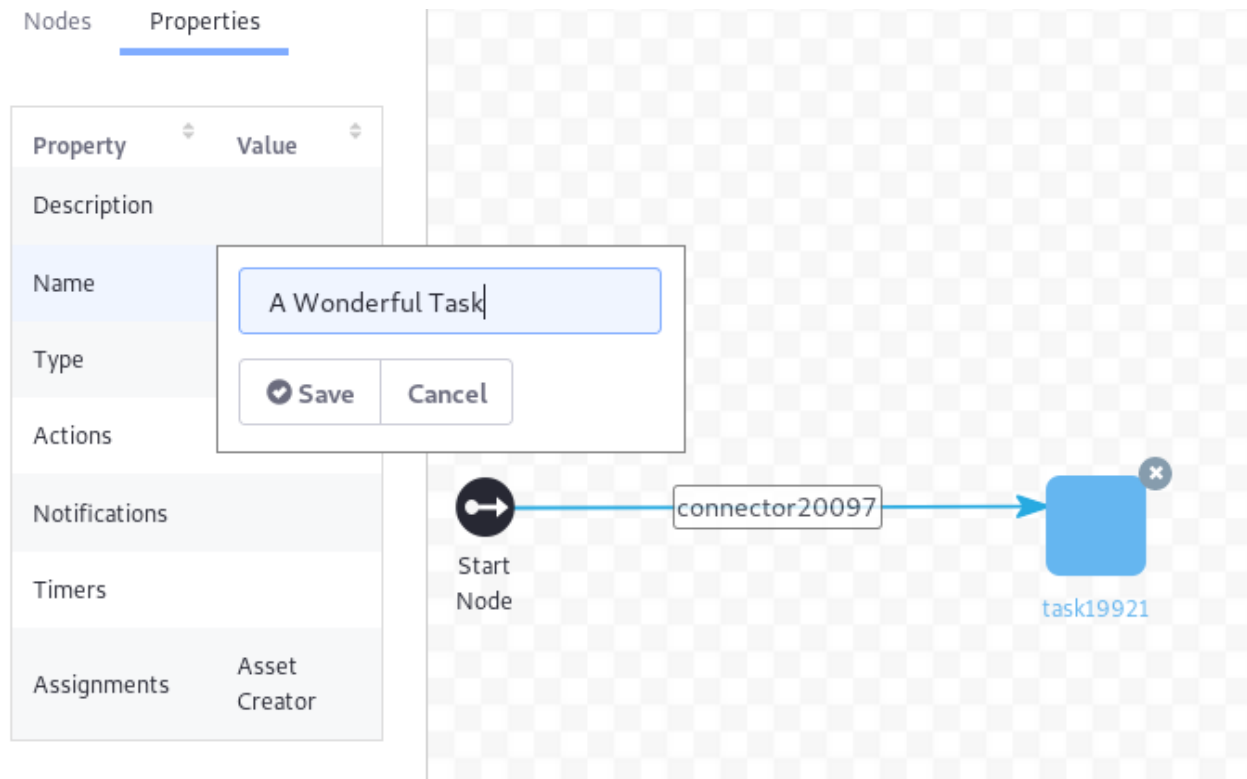 Nodes Properties
Property Value
Description
Name
A Wonderful Task
Type
Save Cancel
Actions
Notifications
Timers
Assignments Asset
Creator
connector20097
Start
Node
task19921